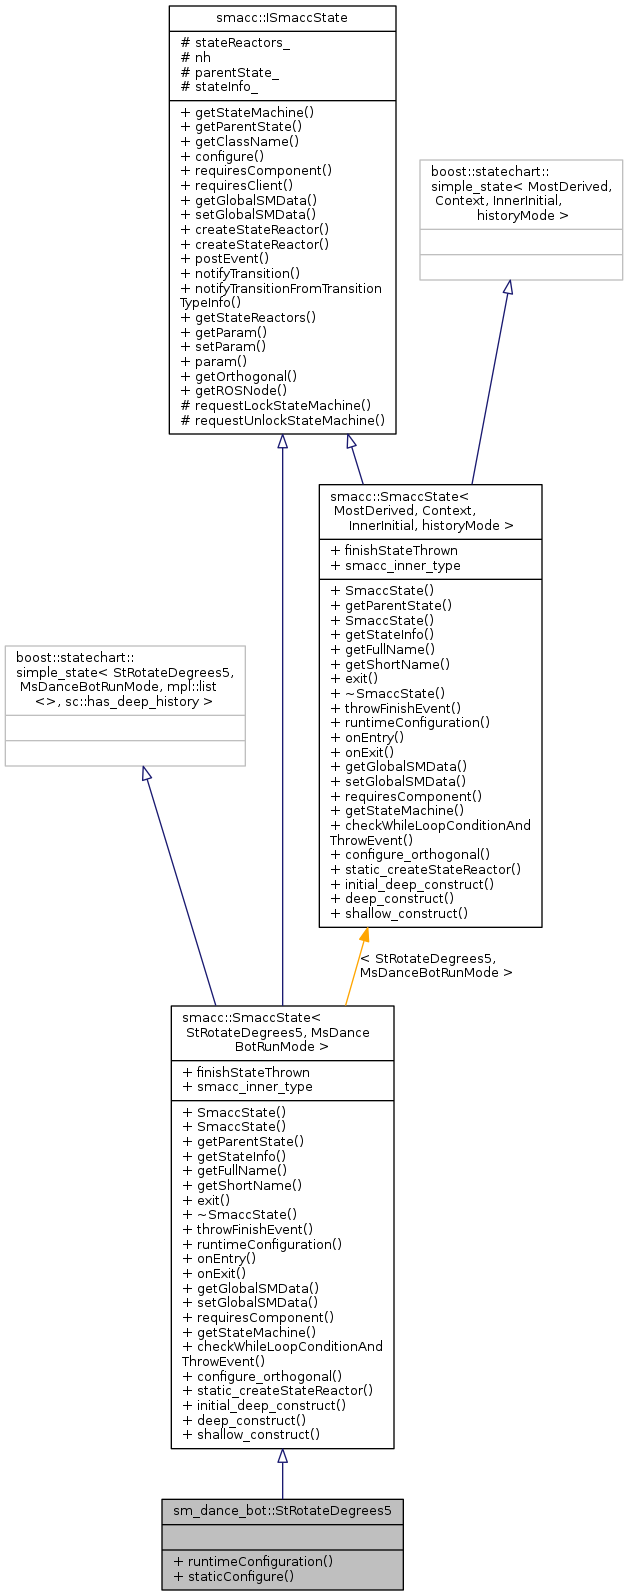 smacc::ISmaccState
# stateReactors_
# nh
# parentState_
# stateInfo_
+ getStateMachine()
+ getParentState()
+ getClassName()
+ configure()
+ requiresComponent()
+ requiresClient()
+ getGlobalSMData()
+ setGlobalSMData()
+ createStateReactor()
+ createStateReactor()
+ postEvent()
+ notifyTransition()
+ notifyTransitionFromTransition
TypeInfo()
+ getStateReactors()
+ getParam()
+ setParam()
+ param()
+ getOrthogonal()
+ getROSNode()
# requestLockStateMachine()
# requestUnlockStateMachine()
boost::statechart::
simple_state< MostDerived,
Context, InnerInitial,
historyMode >
smacc::SmaccState<
MostDerived, Context,
InnerInitial, historyMode >
+ finishStateThrown
+ smacc_inner_type
+ SmaccState()
+ getParentState()
+ SmaccState()
+ getStateInfo()
+ getFullName()
+ getShortName()
+ exit()
+ ~SmaccState()
+ throwFinishEvent()
+ runtimeConfiguration()
+ onEntry()
+ onExit()
+ getGlobalSMData()
+ setGlobalSMData()
+ requiresComponent()
+ getStateMachine()
+ checkWhileLoopConditionAnd
ThrowEvent()
+ configure_orthogonal()
+ static_createStateReactor()
+ initial_deep_construct()
+ deep_construct()
+ shallow_construct()
boost::statechart::
simple_state< StRotateDegrees5,
MsDanceBotRunMode, mpl::list
<>, sc::has_deep_history >
< StRotateDegrees5,
MsDanceBotRunMode >
smacc::SmaccState<
StRotateDegrees5, MsDance
BotRunMode >
+ finishStateThrown
+ smacc_inner_type
+ SmaccState()
+ SmaccState()
+ getParentState()
+ getStateInfo()
+ getFullName()
+ getShortName()
+ exit()
+ ~SmaccState()
+ throwFinishEvent()
+ runtimeConfiguration()
+ onEntry()
+ onExit()
+ getGlobalSMData()
+ setGlobalSMData()
+ requiresComponent()
+ getStateMachine()
+ checkWhileLoopConditionAnd
ThrowEvent()
+ configure_orthogonal()
+ static_createStateReactor()
+ initial_deep_construct()
+ deep_construct()
+ shallow_construct()
sm_dance_bot::StRotateDegrees5
+ runtimeConfiguration()
+ staticConfigure()